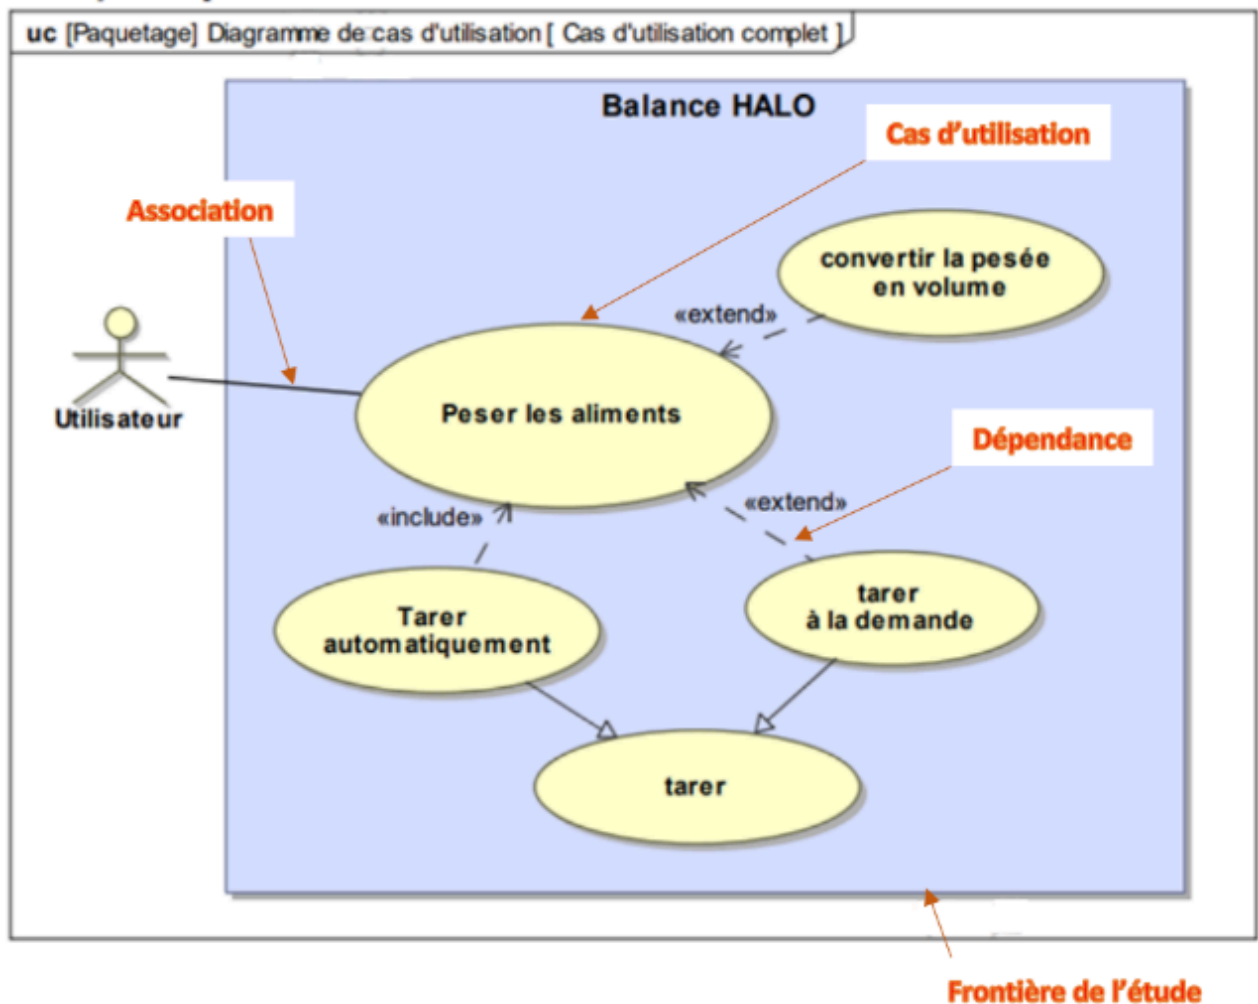 uc [Paquetage] Diagramme de cas d'utilisation [ Cas d'utilisation complet ]
Balance HALO
Cas d’utilisation
Association
convertir la pesée
en volume
«extend»
Utilisateur
Peser les aliments
Dépendance
«include»
«extend»
Tarer
automatiquement
tarer
à la demande
tarer
Frontière de l’étude